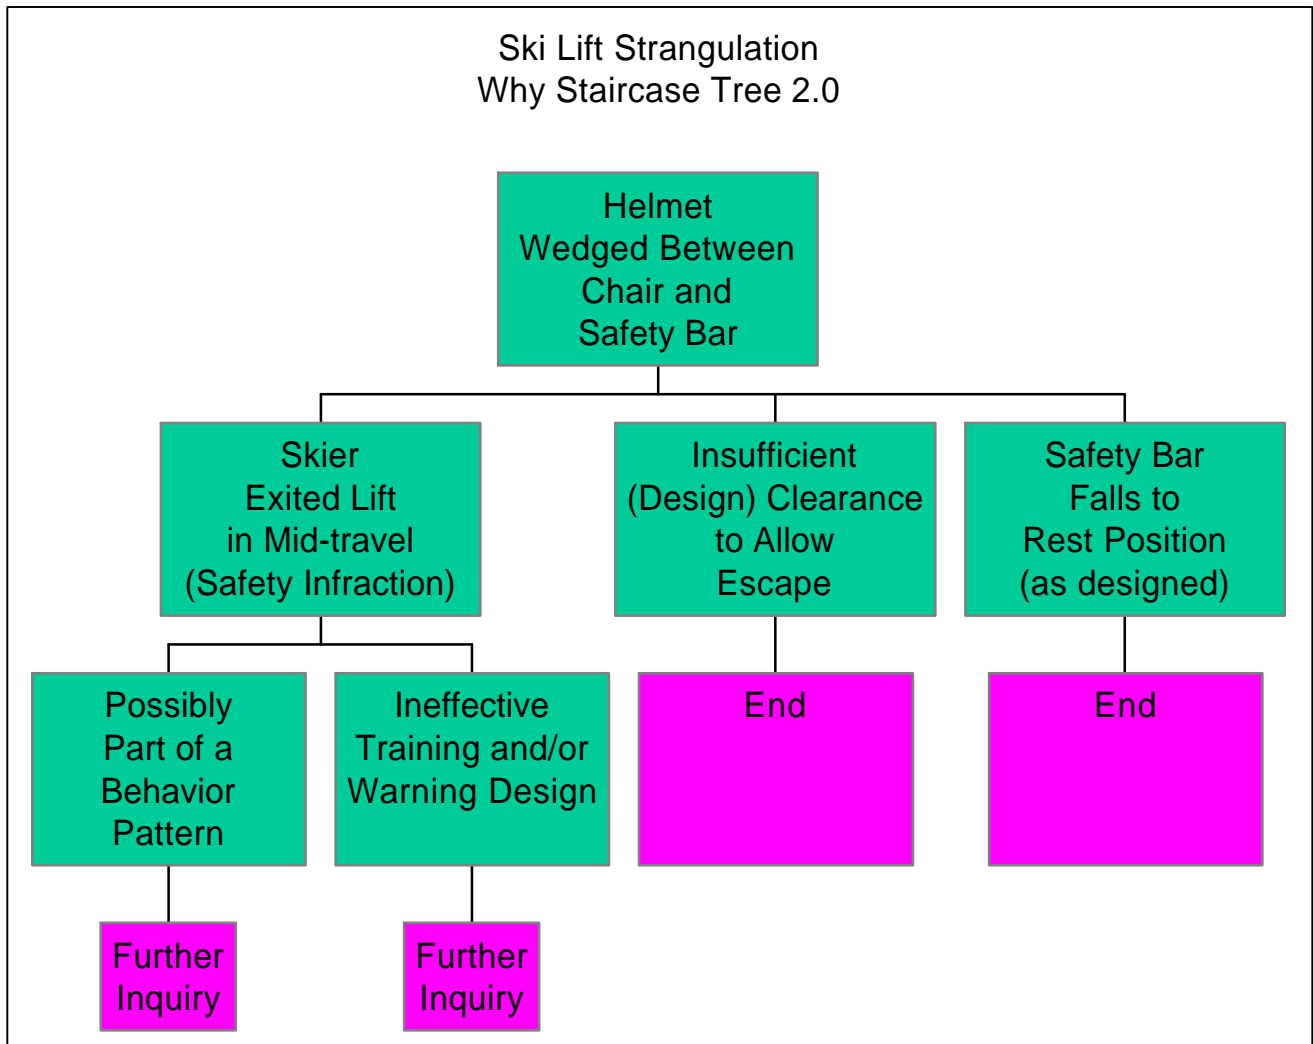 Ski Lift Strangulation
Why Staircase Tree 2.0
Helmet
Wedged Between
Chair and
Safety Bar
Skier
Exited Lift
in Mid-travel
(Safety Infraction)
Insufficient
(Design) Clearance
to Allow
Escape
Safety Bar
Falls to
Rest Position
(as designed)
Possibly
Part of a
Behavior
Pattern
Ineffective
Training and/or
Warning Design
End
End
Further
Inquiry
Further
Inquiry